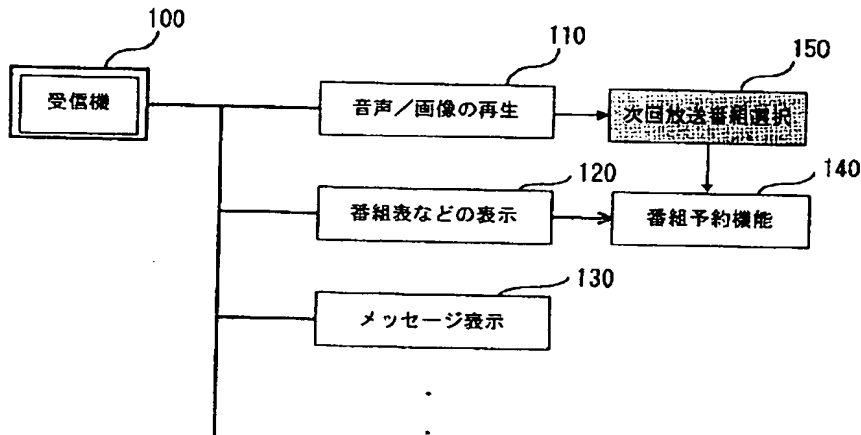 100
受信機
110
音声／画像の再生
150
次回放送番組選択
120
番組表などの表示
140
番組予約機能
130
メッセージ表示